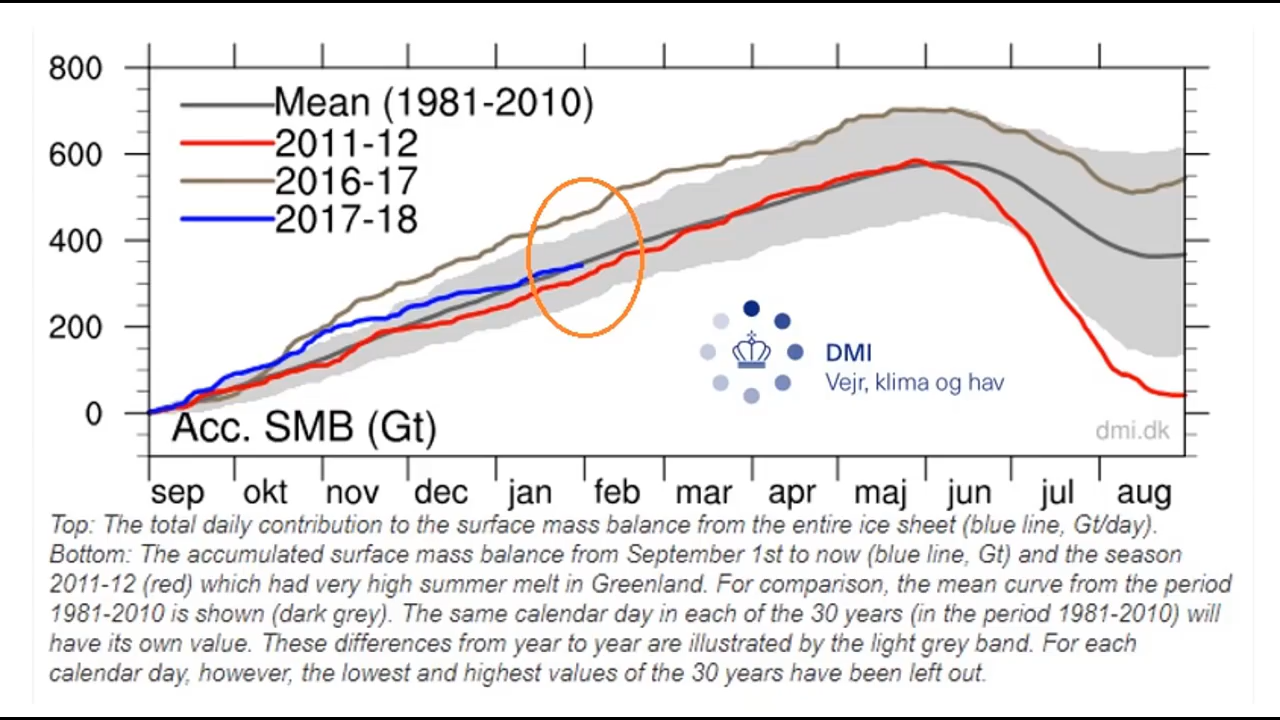 800
600
400
200
0
Mean (1981-2010)
2011-12
2016-17
2017-18
DMI
Vejr, klima og hav
Acc. SMB (Gt)
dmi.dk
sep okt nov dec jan feb mar apr maj jun jul aug
Top: The total daily contribution to the surface mass balance from the entire ice sheet (blue line, Gt/day).
Bottom: The accumulated surface mass balance from September 1st to now (blue line, Gt) and the season
2011-12 (red) which had very high summer melt in Greenland. For comparison, the mean curve from the period
1981-2010 is shown (dark grey). The same calendar day in each of the 30 years (in the period 1981-2010) will
have its own value. These differences from year to year are illustrated by the light grey band. For each
calendar day, however, the lowest and highest values of the 30 years have been left out.